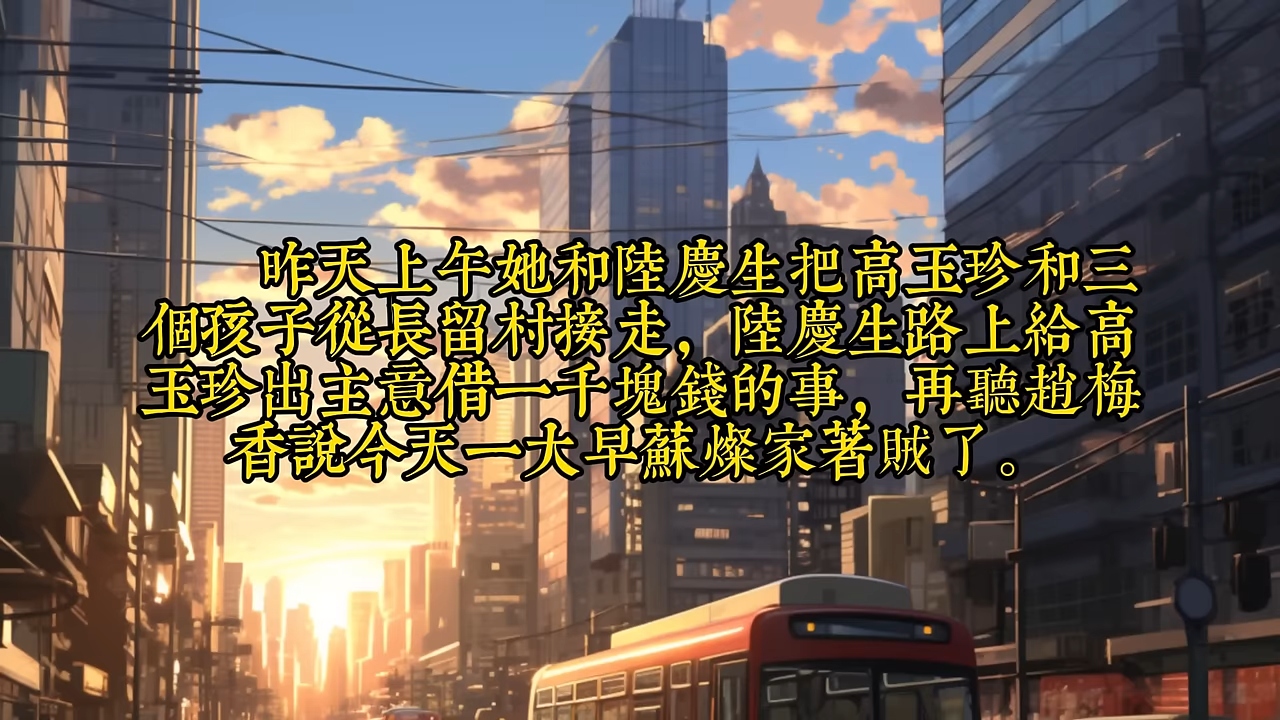 昨天上午她和陸慶生把高玉珍和三
個孩子從長留村接走，陸慶生路上給高
玉珍出主意借一千塊錢的事，再聽趙梅
香說今天一大早蘇燦家著賊了。